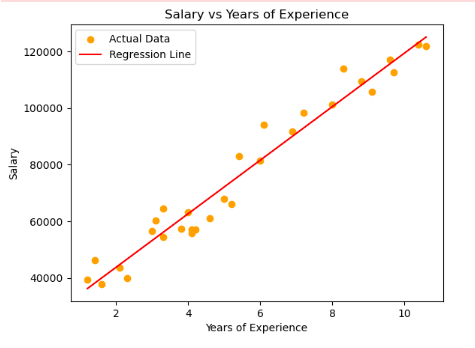 Salary vs Years of Experience
Actual Data
Regression Line
120000
100000
80000
60000
40000
Salary
2 4 6 8 10
Years of Experience